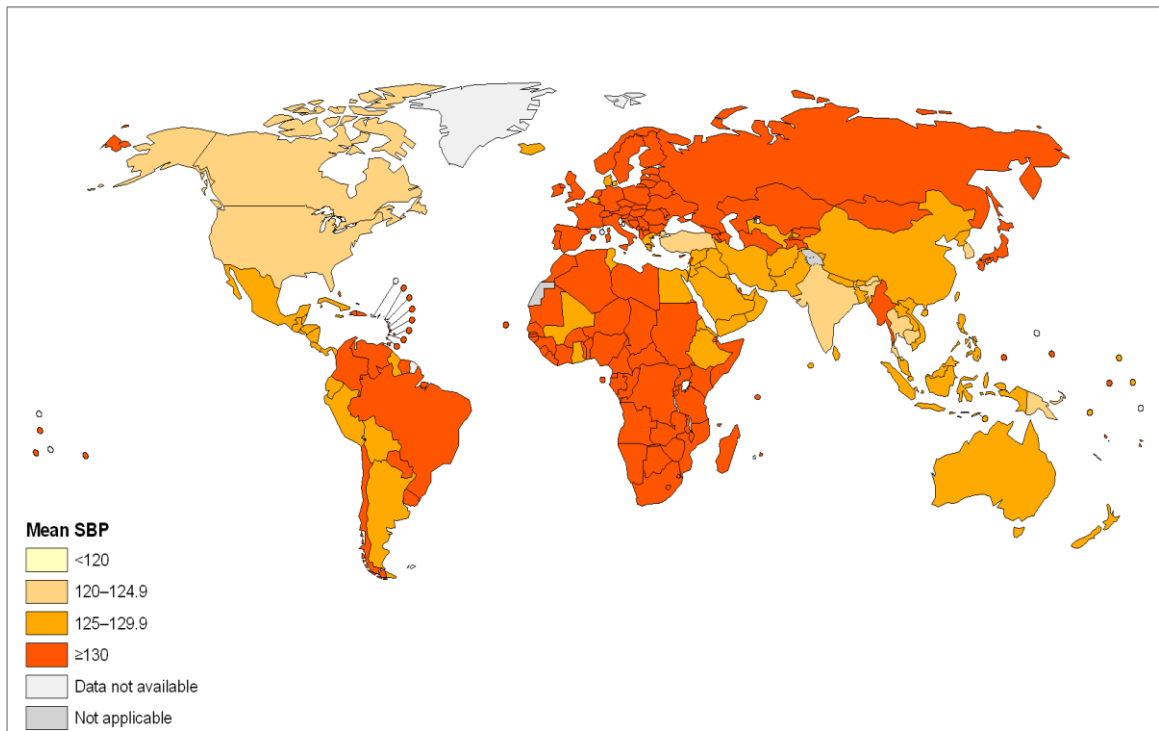 Mean SBP
<120
120–124.9
125–129.9
≥130
Data not available
Not applicable